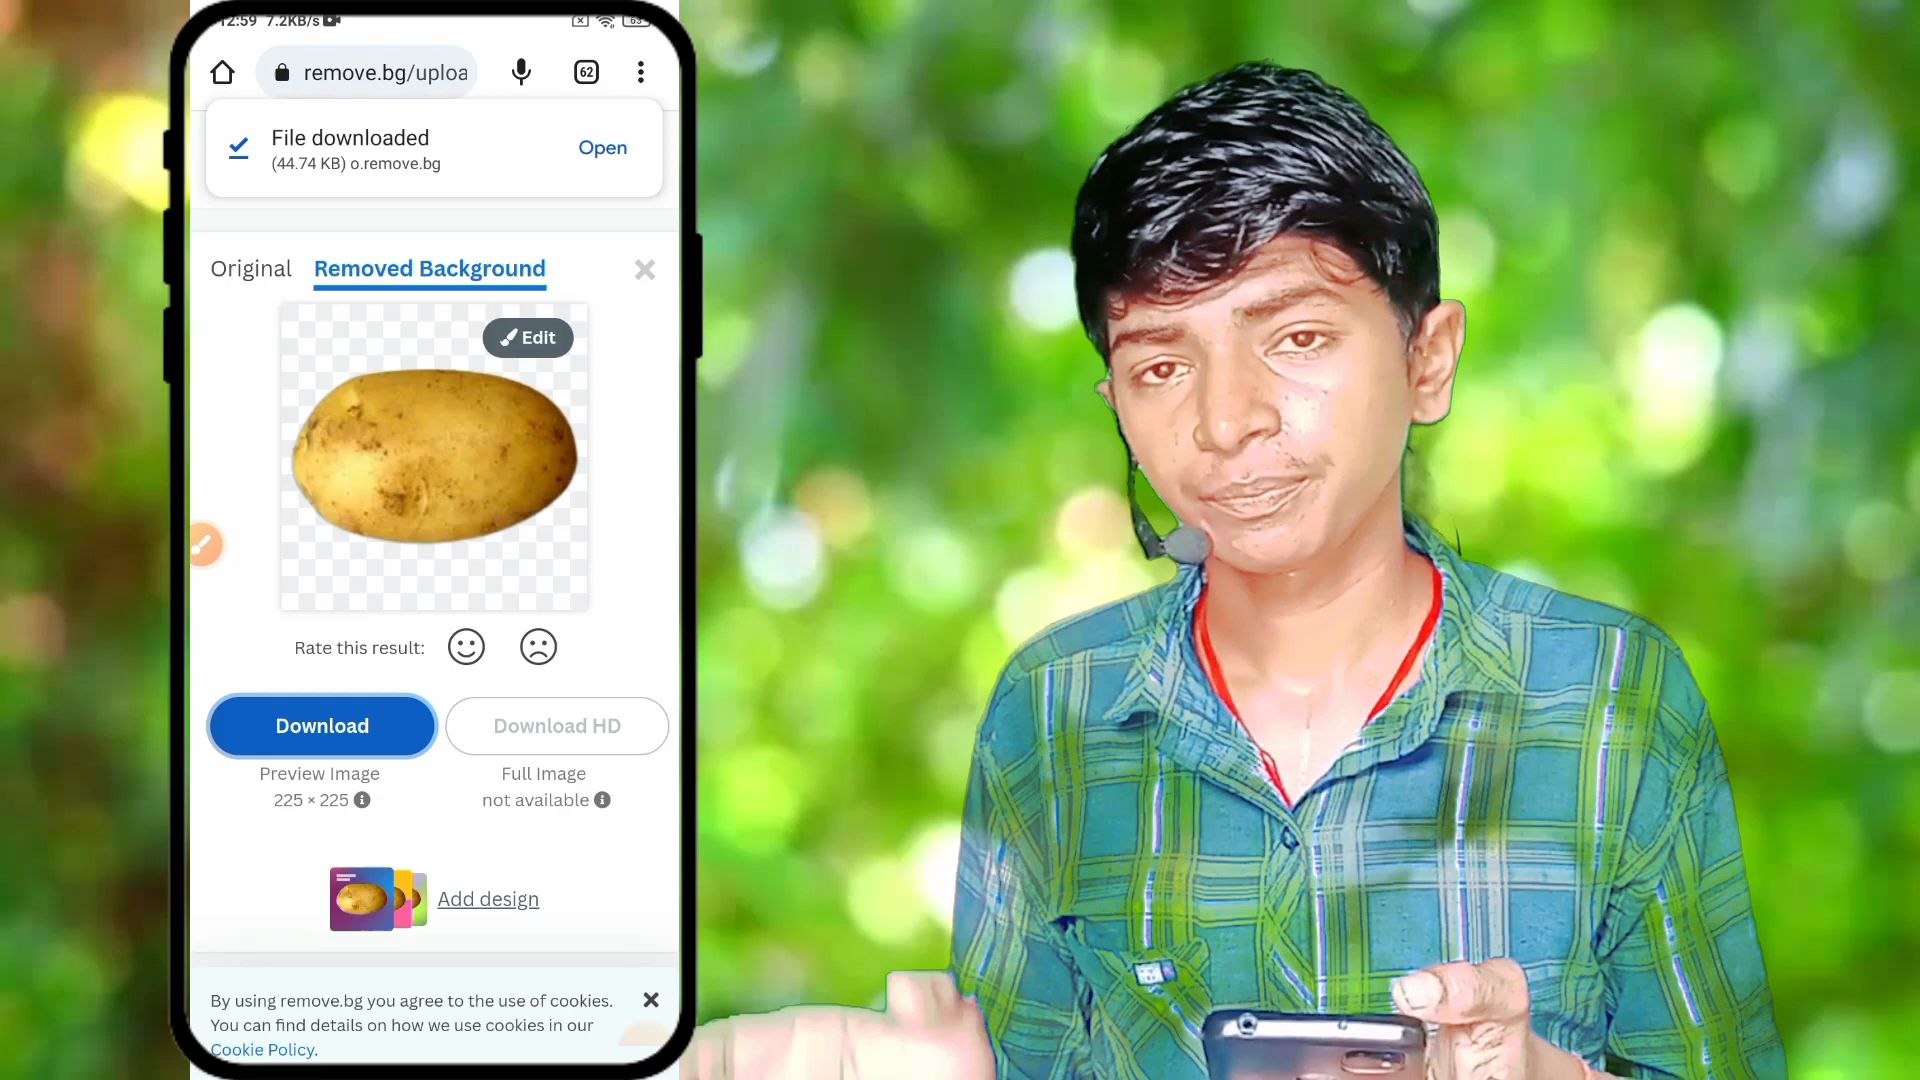 12:59 7.2KB/s 63
remove.bg/uploa 62
File downloaded
(44.74 KB) o.remove.bg
Open
Original Removed Background
Edit
Rate this result:
Download Download HD
Preview Image
225 × 225
Full Image
not available
Add design
By using remove.bg you agree to the use of cookies.
You can find details on how we use cookies in our
Cookie Policy.